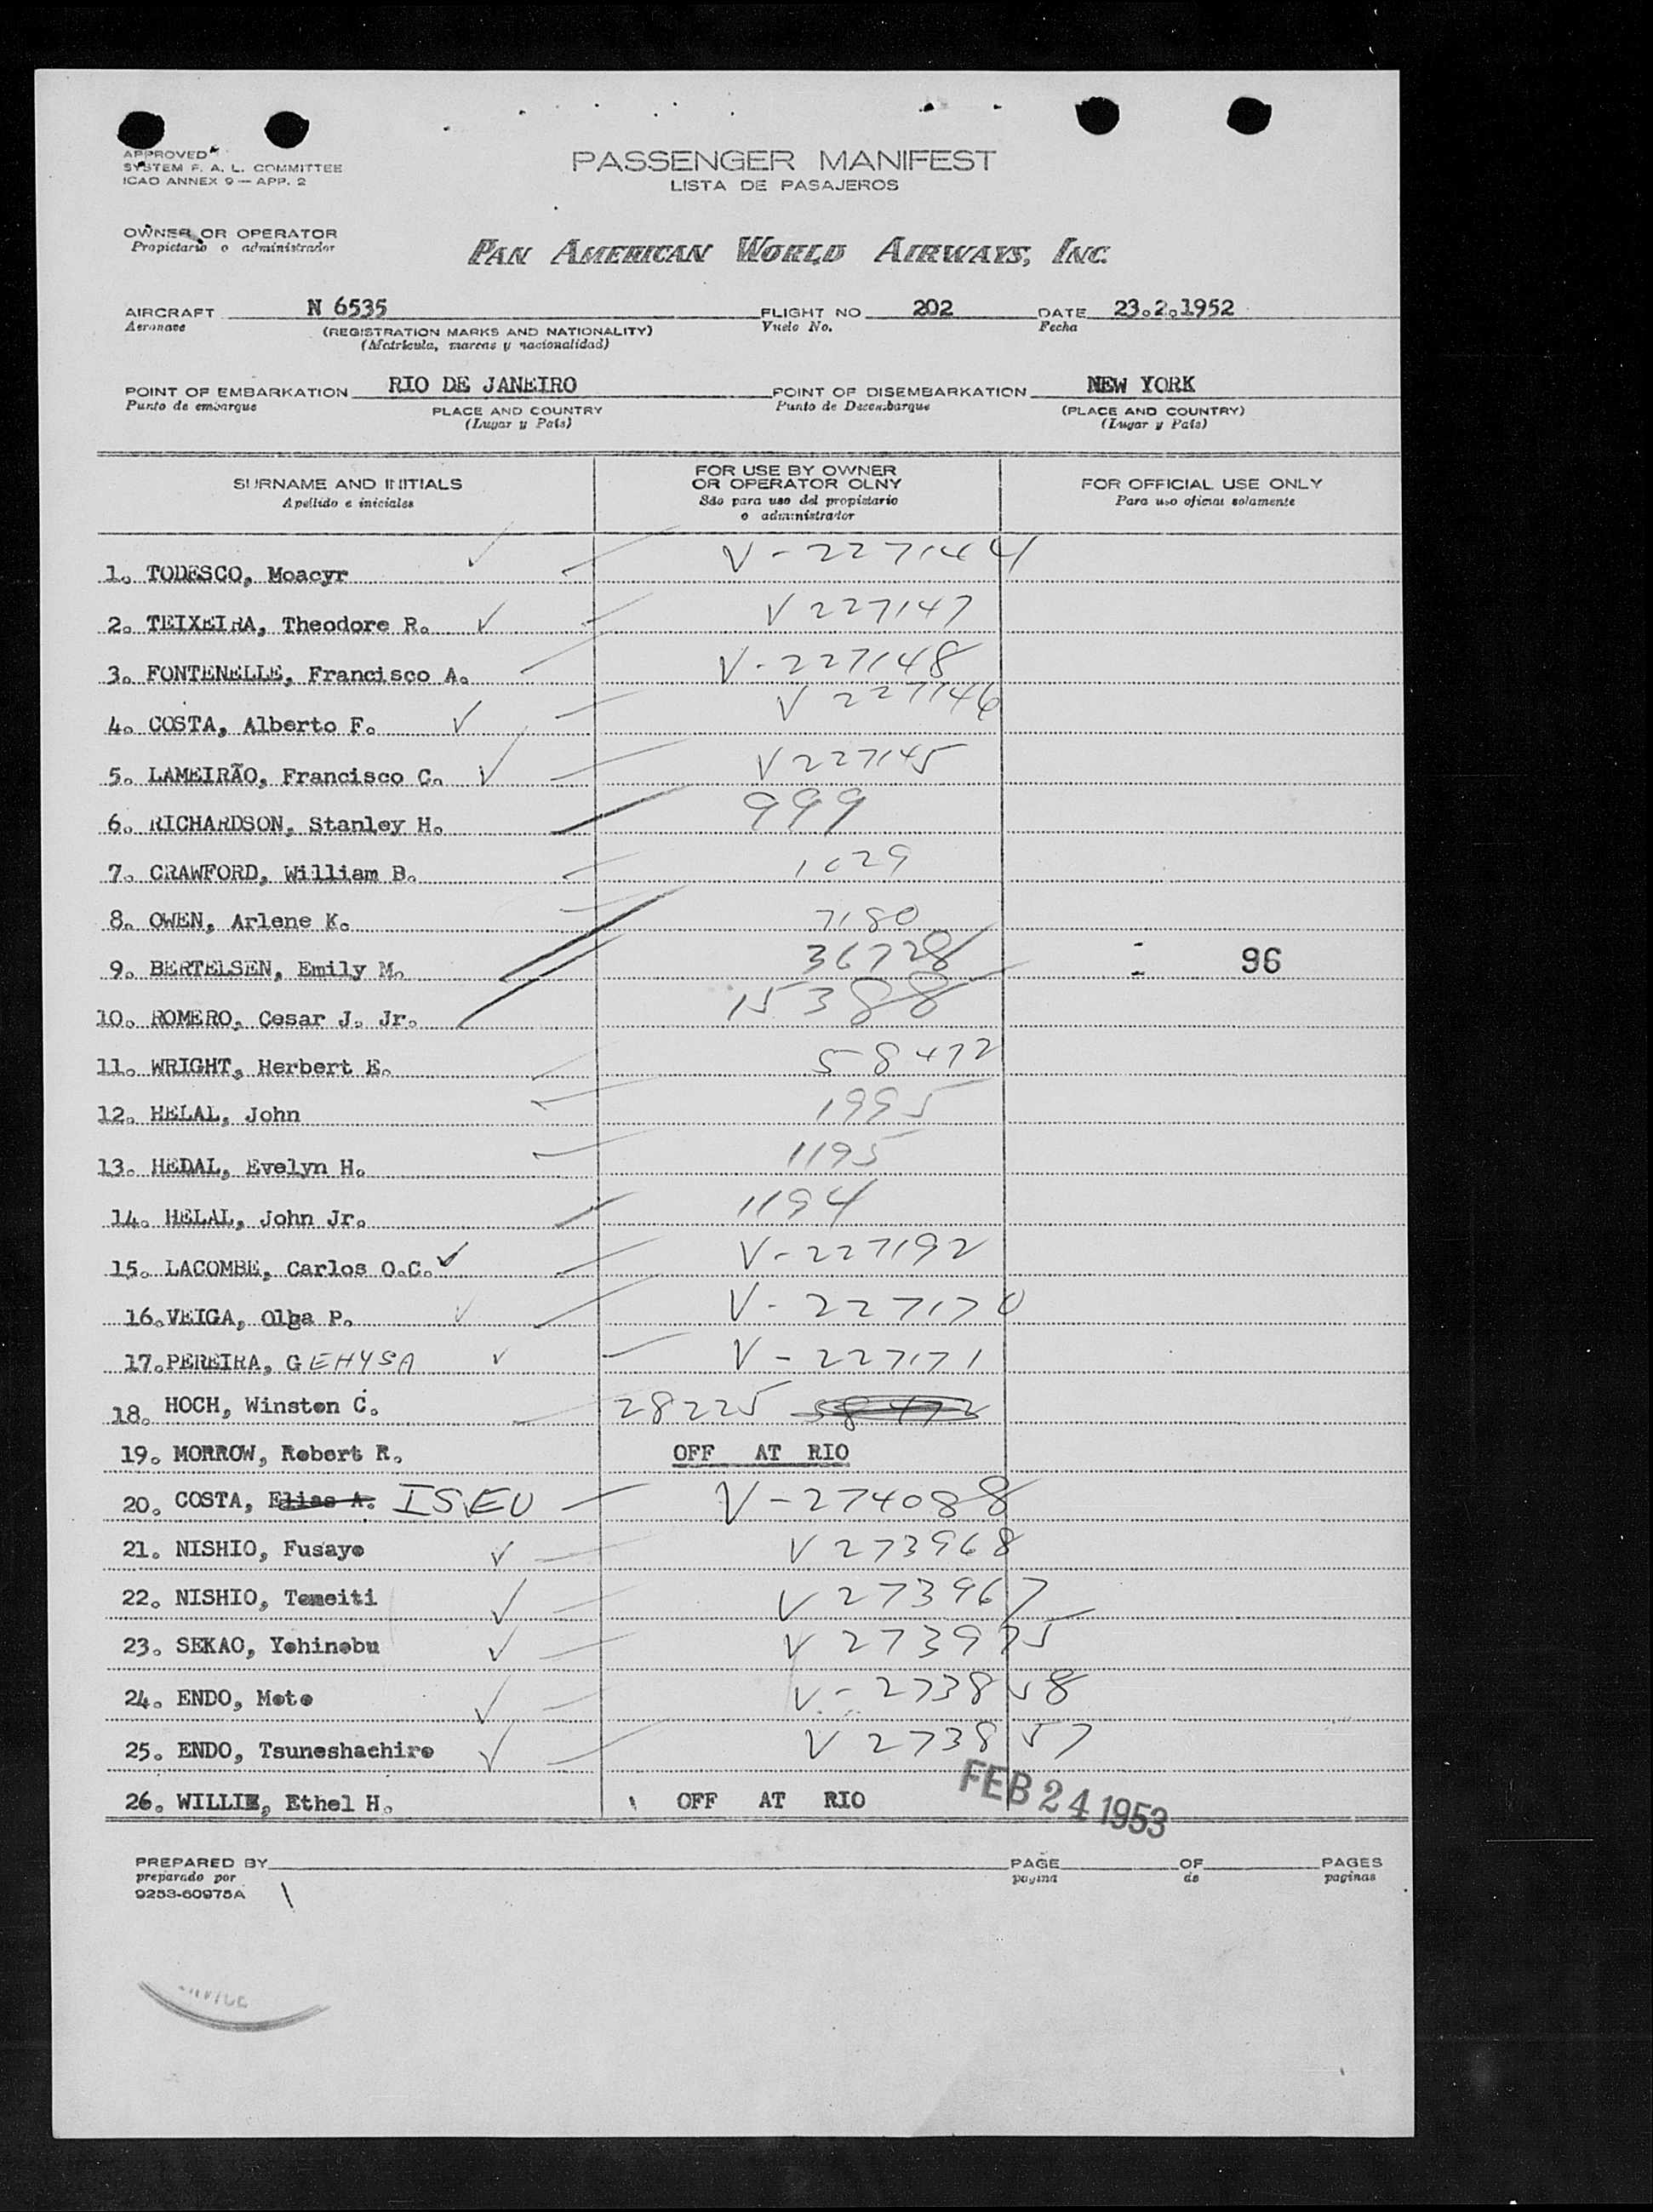 APPROVED
SYSTEM F. A. L. COMMITTEE
ICAO ANNEX 9 — APP. 2
PASSENGER MANIFEST
LISTA DE PASAJEROS
OWNER OR OPERATOR
Propietario o administrador
PAN AMERICAN WORLD AIRWAYS, INC.
AIRCRAFT N 6535 FLIGHT NO 202 DATE 23.2.1952
Aeronave (REGISTRATION MARKS AND NATIONALITY) Vuelo No. Fecha
(Matrícula, marcas y nacionalidad)
POINT OF EMBARKATION RIO DE JANEIRO POINT OF DISEMBARKATION NEW YORK
Punto de embarque PLACE AND COUNTRY Punto de Desembarque (PLACE AND COUNTRY)
(Lugar y País) (Lugar y País)
SURNAME AND INITIALS FOR USE BY OWNER FOR OFFICIAL USE ONLY
OR OPERATOR OLNY
Apellido e iniciales Sdo para uso del propietario Para uso oficial solamente
o administrador
1. TODESCO, Moacyr V-227144
2. TEIXEIRA, Theodore R. V227147
3. FONTENELLE, Francisco A. V-227148
4. COSTA, Alberto F. V227146
5. LAMEIRÃO, Francisco C. V227145
6. RICHARDSON, Stanley H. 999
7. CRAWFORD, William B. 1029
8. OWEN, Arlene K. 7180
9. BERTELSEN, Emily M. 36728 96
10. ROMERO, Cesar J. Jr. 15388
11. WRIGHT, Herbert E. 58472
12. HELAL, John 1995
13. HEDAL, Evelyn H. 1195
14. HELAL, John Jr. 1194
15. LACOMBE, Carlos O.C. V-227192
16. VEIGA, Olga P. V-227170
17. PEREIRA, GEHYSA V-227171
18. HOCH, Winston C. 28225 58472
19. MORROW, Robert R. OFF AT RIO
20. COSTA, Elias A. ISEU V-274088
21. NISHIO, Fusayo V273968
22. NISHIO, Temeiti V273967
23. SEKAO, Yohinobu V273975
24. ENDO, Moto V-273858
25. ENDO, Tsuneshachiro V273857
26. WILLIE, Ethel H. OFF AT RIO
FEB 24 1953
PREPARED BY PAGE OF PAGES
preparado por pagina de paginas
9253-60975A